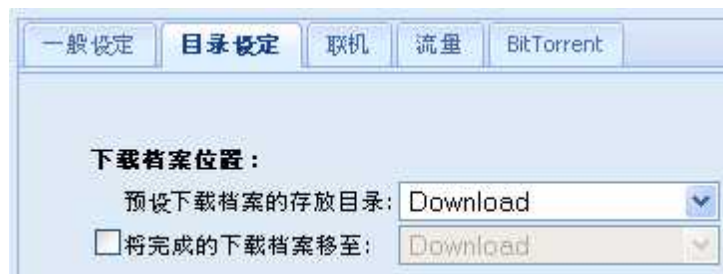 一般设定 目录设定 联机 流量 BitTorrent
下载档案位置：
预设下载档案的存放目录: Download
将完成的下载档案移至: Download